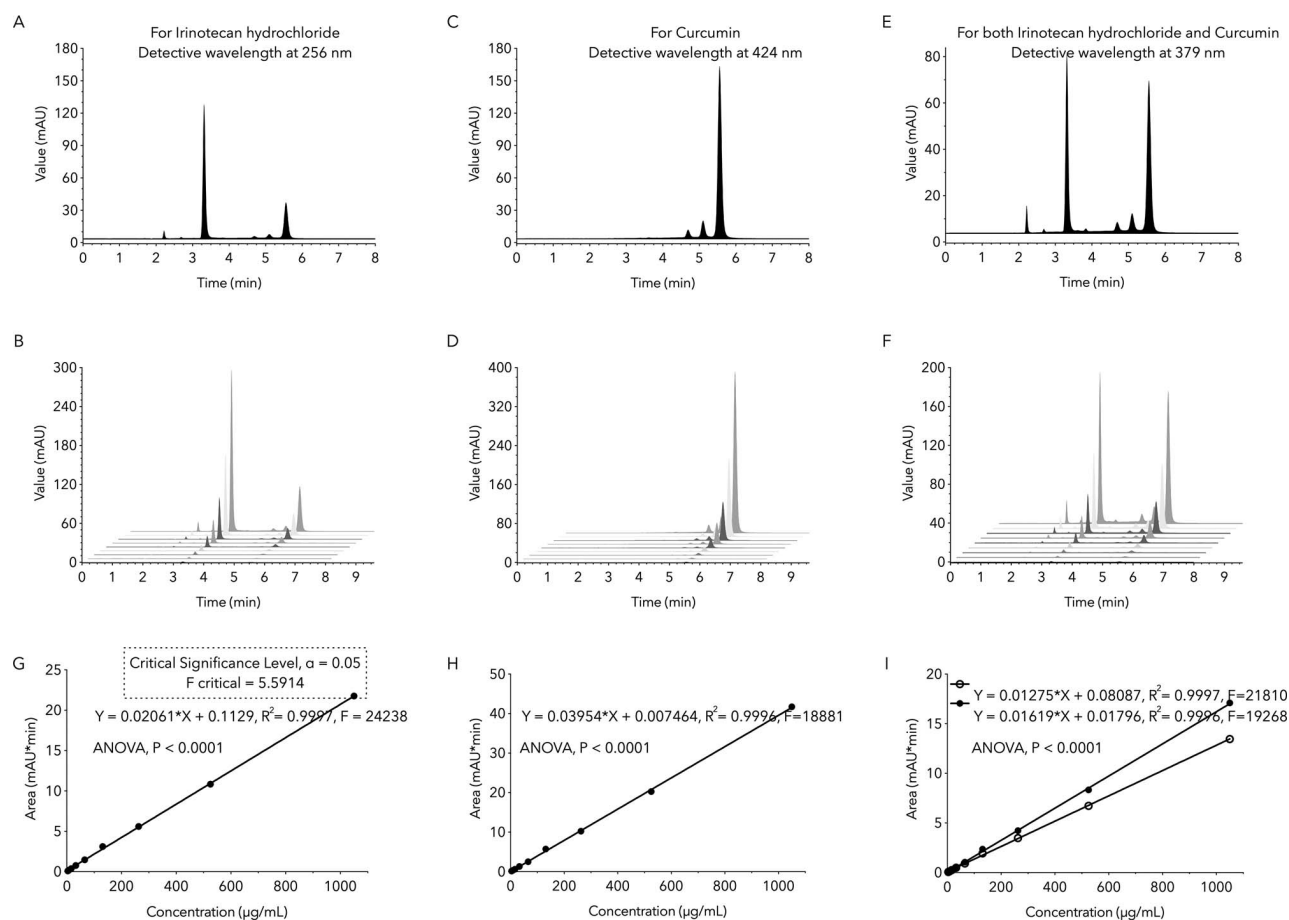 A
For Irinotecan hydrochloride
Detective wavelength at 256 nm
180
150
120
90
60
30
0
Value (mAU)
0 1 2 3 4 5 6 7 8
Time (min)
C
For Curcumin
Detective wavelength at 424 nm
180
150
120
90
60
30
0
Value (mAU)
0 1 2 3 4 5 6 7 8
Time (min)
E
For both Irinotecan hydrochloride and Curcumin
Detective wavelength at 379 nm
80
60
40
20
0
Value (mAU)
0 1 2 3 4 5 6 7 8
Time (min)
B
300
240
180
120
60
0
Value (mAU)
0 1 2 3 4 5 6 7 8 9
Time (min)
D
400
320
240
160
80
0
Value (mAU)
0 1 2 3 4 5 6 7 8 9
Time (min)
F
200
160
120
80
40
0
Value (mAU)
0 1 2 3 4 5 6 7 8 9
Time (min)
G
Critical Significance Level, α = 0.05
F critical = 5.5914
Y = 0.02061*X + 0.1129, R² = 0.9997, F = 24238
ANOVA, P < 0.0001
25
20
15
10
5
0
Area (mAU*min)
0 200 400 600 800 1000
Concentration (µg/mL)
H
Y = 0.03954*X + 0.007464, R² = 0.9996, F=18881
ANOVA, P < 0.0001
50
40
30
20
10
0
Area (mAU*min)
0 200 400 600 800 1000
Concentration (µg/mL)
I
Y = 0.01275*X + 0.08087, R² = 0.9997, F=21810
Y = 0.01619*X + 0.01796, R² = 0.9996, F=19268
ANOVA, P < 0.0001
20
15
10
5
0
Area (mAU*min)
0 200 400 600 800 1000
Concentration (µg/mL)